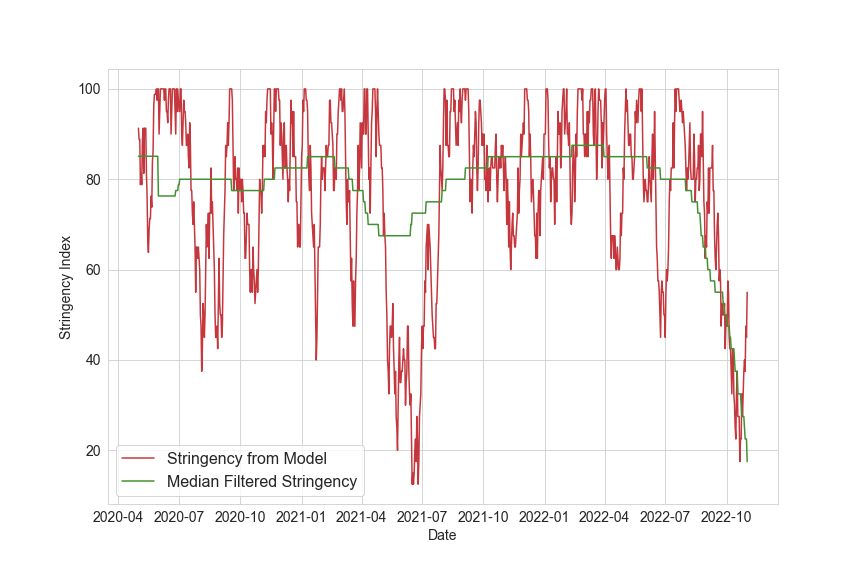 100
80
60
40
20
Stringency Index
Stringency from Model
Median Filtered Stringency
2020-04 2020-07 2020-10 2021-01 2021-04 2021-07 2021-10 2022-01 2022-04 2022-07 2022-10
Date